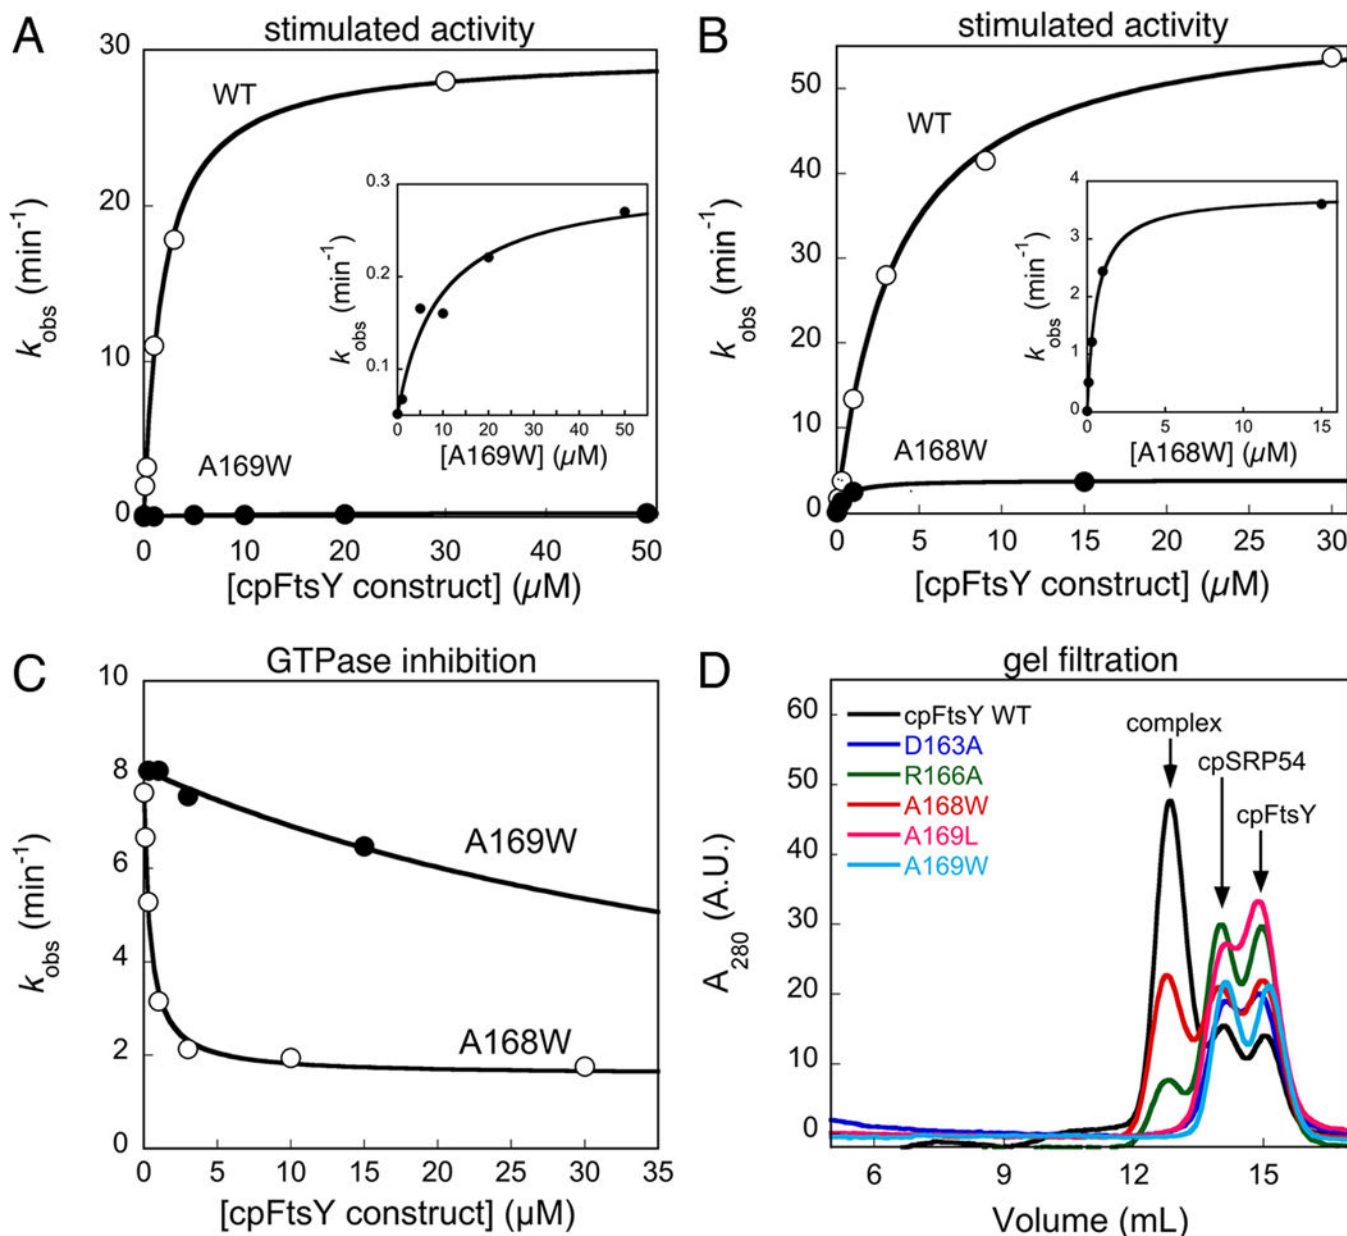 A
stimulated activity
30
20
10
0
k_obs (min⁻¹)
WT
A169W
0.3
0.2
0.1
k_obs (min⁻¹)
0 10 20 30 40 50
[A169W] (µM)
0 10 20 30 40 50
[cpFtsY construct] (µM)
B
stimulated activity
50
40
30
20
10
0
k_obs (min⁻¹)
WT
A168W
4
3
2
1
0
k_obs (min⁻¹)
0 5 10 15
[A168W] (µM)
0 5 10 15 20 25 30
[cpFtsY construct] (µM)
C
GTPase inhibition
10
8
6
4
2
0
k_obs (min⁻¹)
A169W
A168W
0 5 10 15 20 25 30 35
[cpFtsY construct] (µM)
D
gel filtration
60
50
40
30
20
10
0
A₂₈₀ (A.U.)
cpFtsY WT
D163A
R166A
A168W
A169L
A169W
complex
cpSRP54
cpFtsY
6 9 12 15
Volume (mL)